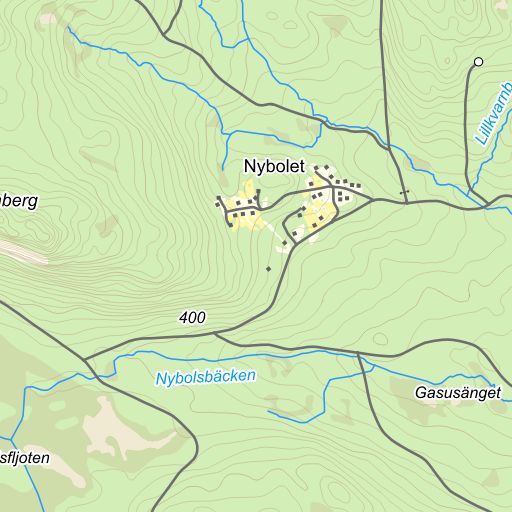 Lillkvarnb
Nybolet
nberg
400
Nybolsbäcken
Gasusänget
sfljoten